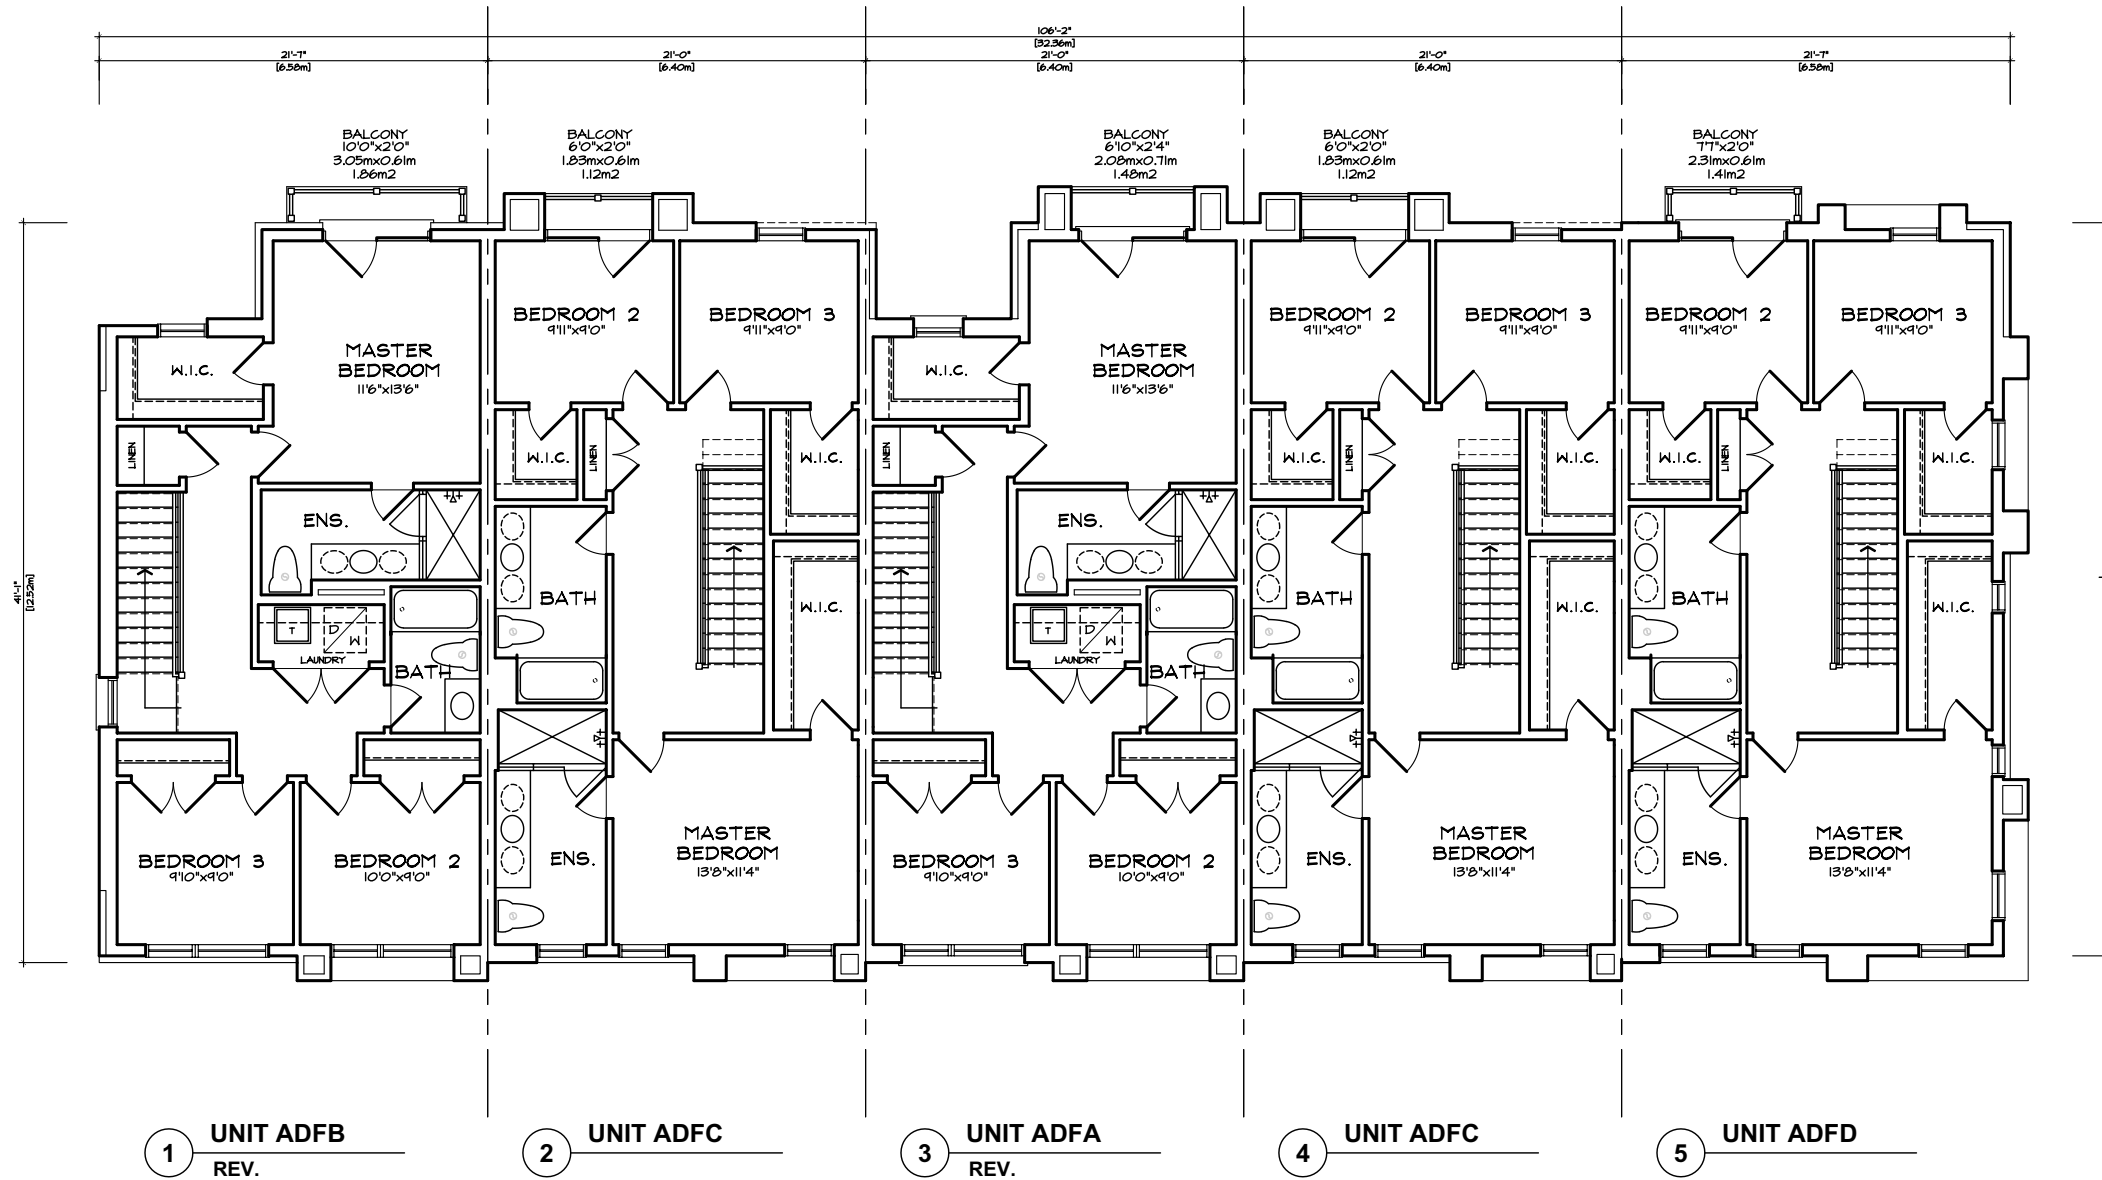 106'-2"
[32.36m]
21'-7"
[6.58m]
21'-0"
[6.40m]
21'-0"
[6.40m]
21'-0"
[6.40m]
21'-7"
[6.58m]
BALCONY
10'0"x2'0"
3.05mx0.61m
1.86m2
BALCONY
6'0"x2'0"
1.83mx0.61m
1.12m2
BALCONY
6'10"x2'4"
2.08mx0.71m
1.48m2
BALCONY
6'0"x2'0"
1.83mx0.61m
1.12m2
BALCONY
7'7"x2'0"
2.31mx0.61m
1.41m2
41'-1"
[12.52m]
MASTER
BEDROOM
11'6"x13'6"
W.I.C.
LINEN
ENS.
T
D
W
LAUNDRY
BATH
BEDROOM 3
9'10"x9'0"
BEDROOM 2
10'0"x9'0"
BEDROOM 2
9'11"x9'0"
BEDROOM 3
9'11"x9'0"
W.I.C.
LINEN
W.I.C.
BATH
W.I.C.
ENS.
MASTER
BEDROOM
13'8"x11'4"
MASTER
BEDROOM
11'6"x13'6"
W.I.C.
LINEN
ENS.
T
D
W
LAUNDRY
BATH
BEDROOM 3
9'10"x9'0"
BEDROOM 2
10'0"x9'0"
BEDROOM 2
9'11"x9'0"
BEDROOM 3
9'11"x9'0"
W.I.C.
LINEN
W.I.C.
BATH
W.I.C.
ENS.
MASTER
BEDROOM
13'8"x11'4"
BEDROOM 2
9'11"x9'0"
BEDROOM 3
9'11"x9'0"
W.I.C.
LINEN
W.I.C.
BATH
W.I.C.
ENS.
MASTER
BEDROOM
13'8"x11'4"
1
UNIT ADFB
REV.
2
UNIT ADFC
3
UNIT ADFA
REV.
4
UNIT ADFC
5
UNIT ADFD